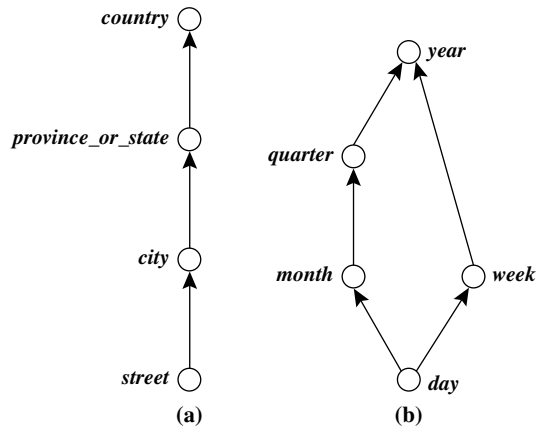 country
province_or_state
city
street
(a)
year
quarter
month
week
day
(b)